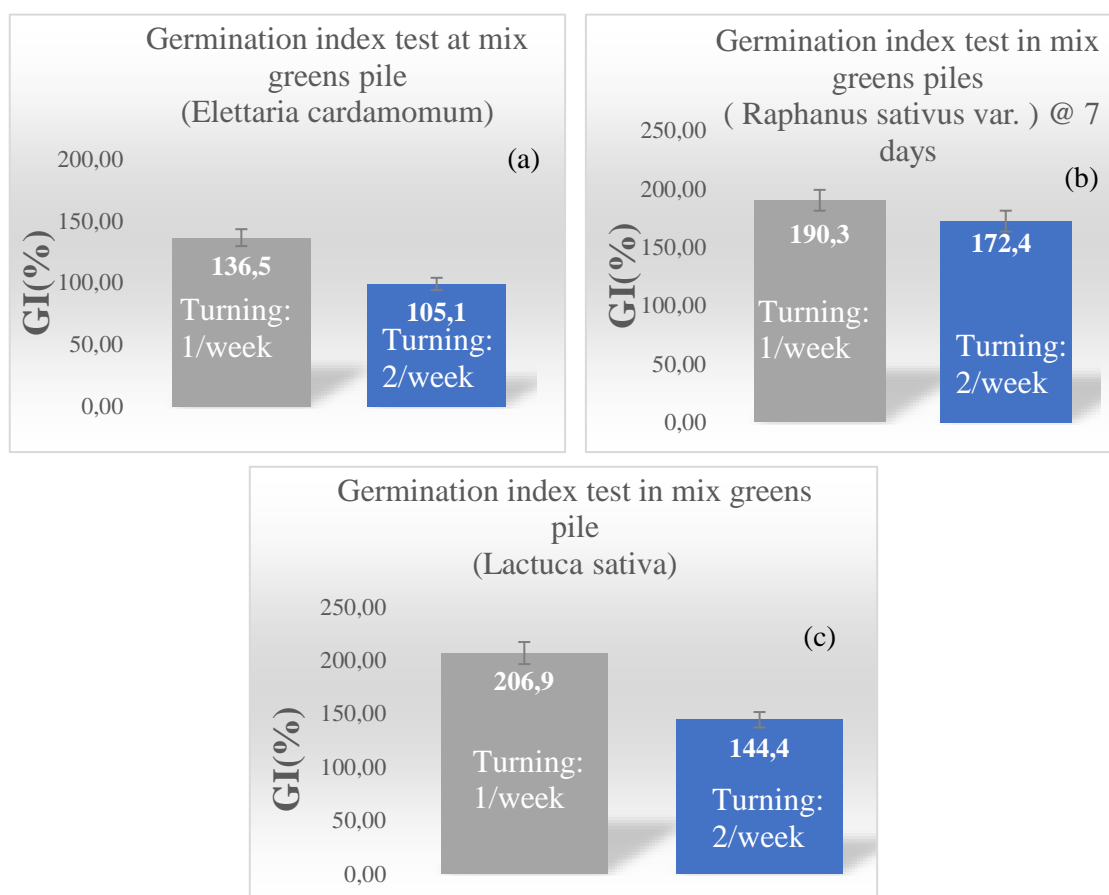 Germination index test at mix
greens pile
(Elettaria cardamomum)
(a)
200,00
150,00
100,00
50,00
0,00
GI(%)
136,5
Turning:
1/week
105,1
Turning:
2/week
Germination index test in mix
greens piles
( Raphanus sativus var. ) @ 7
days
(b)
250,00
200,00
150,00
100,00
50,00
0,00
GI(%)
190,3
Turning:
1/week
172,4
Turning:
2/week
Germination index test in mix greens
pile
(Lactuca sativa)
(c)
250,00
200,00
150,00
100,00
50,00
0,00
GI(%)
206,9
Turning:
1/week
144,4
Turning:
2/week